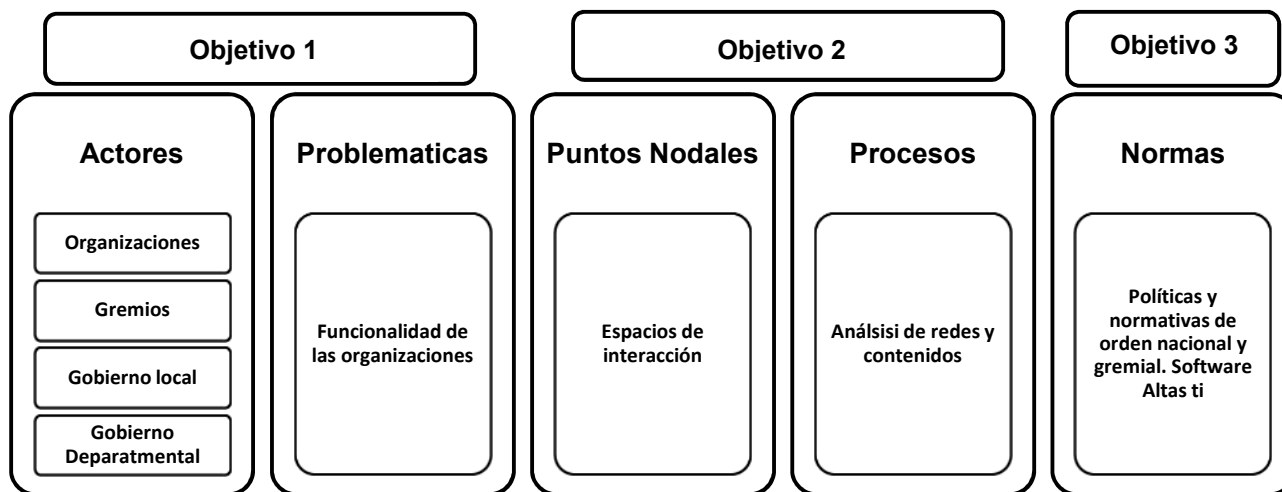 Objetivo 1
Objetivo 2
Objetivo 3
Actores
Organizaciones
Gremios
Gobierno local
Gobierno
Deparatmental
Problematicas
Funcionalidad de
las organizaciones
Puntos Nodales
Espacios de
interacción
Procesos
Análsisi de redes y
contenidos
Normas
Políticas y
normativas de
orden nacional y
gremial. Software
Altas ti